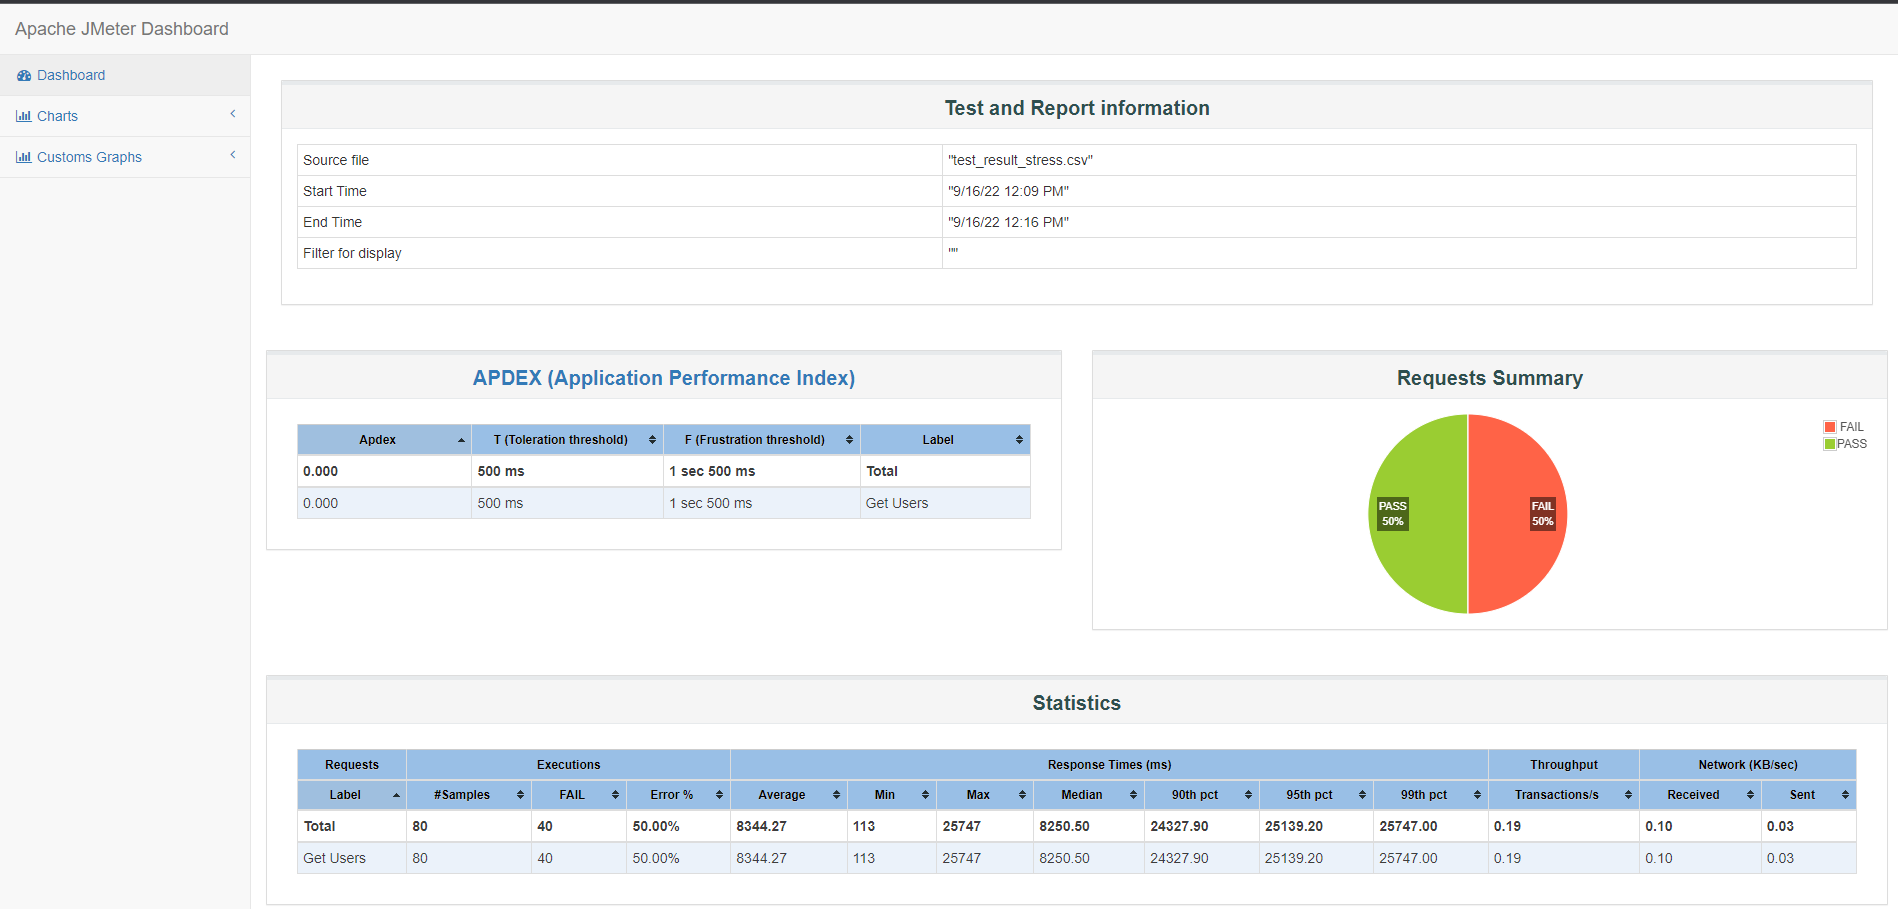 Apache JMeter Dashboard
Dashboard
Charts
Customs Graphs
Test and Report information
Source file "test_result_stress.csv"
Start Time "9/16/22 12:09 PM"
End Time "9/16/22 12:16 PM"
Filter for display ""
APDEX (Application Performance Index)
Apdex T (Toleration threshold) F (Frustration threshold) Label
0.000 500 ms 1 sec 500 ms Total
0.000 500 ms 1 sec 500 ms Get Users
Requests Summary
FAIL
PASS
PASS
50%
FAIL
50%
Statistics
Requests Executions Response Times (ms) Throughput Network (KB/sec)
Label #Samples FAIL Error % Average Min Max Median 90th pct 95th pct 99th pct Transactions/s Received Sent
Total 80 40 50.00% 8344.27 113 25747 8250.50 24327.90 25139.20 25747.00 0.19 0.10 0.03
Get Users 80 40 50.00% 8344.27 113 25747 8250.50 24327.90 25139.20 25747.00 0.19 0.10 0.03